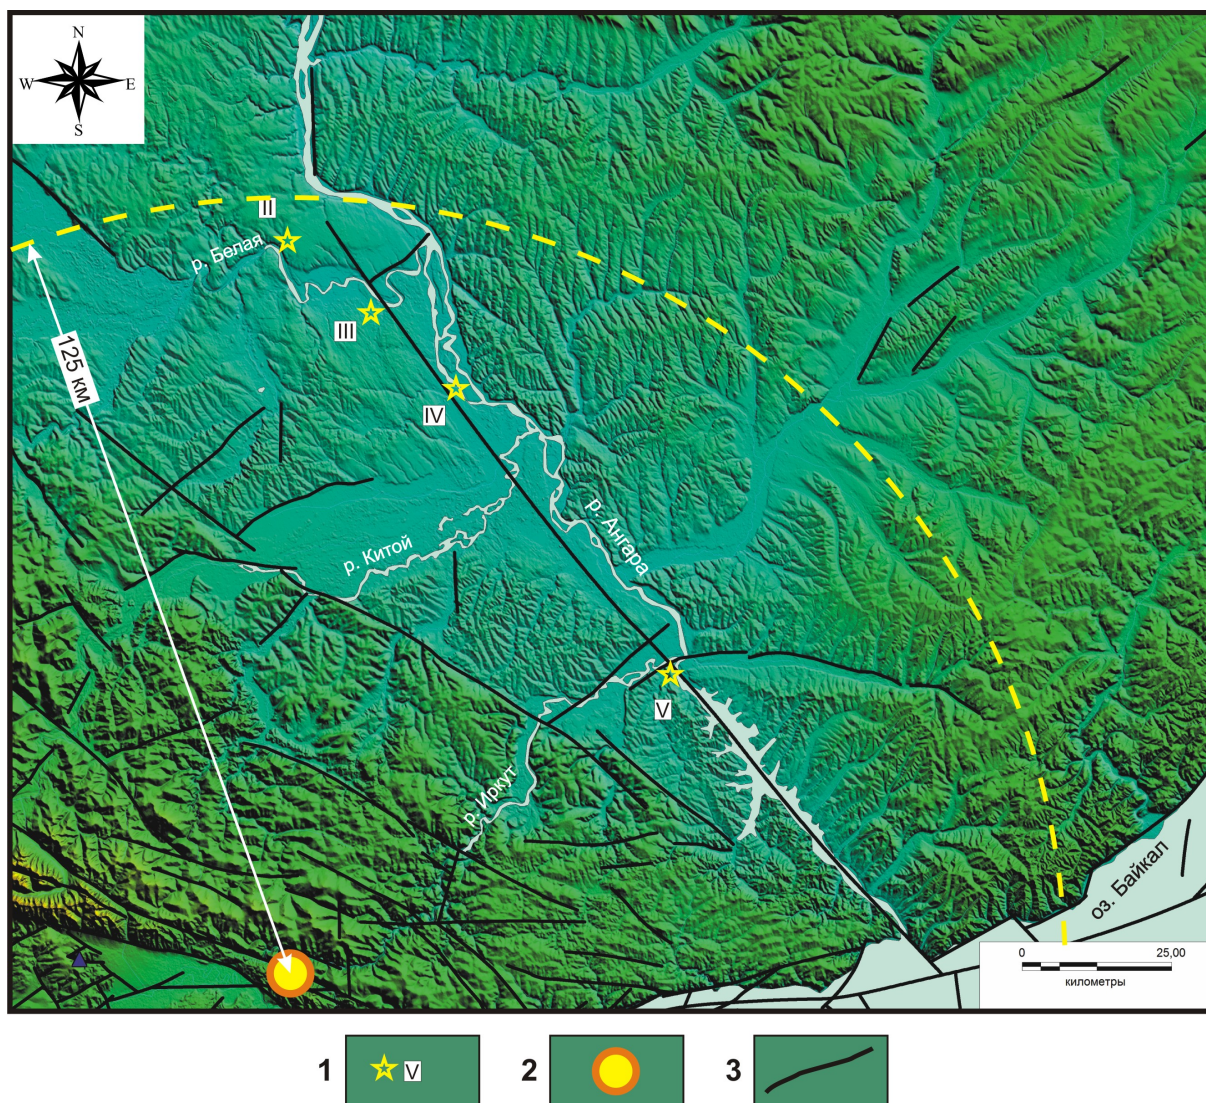 N
W E
S
II
р. Белая
III
125 км
IV
р. Ангара
р. Китой
V
р. Иркут
оз. Байкал
0 25,00
километры
1 V 2 3